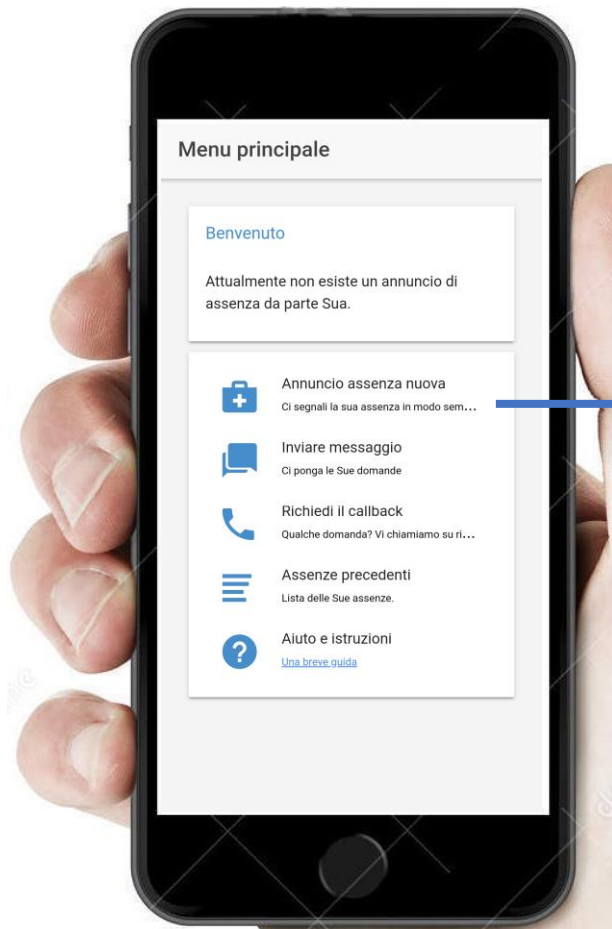 Menu principale
Benvenuto
Attualmente non esiste un annuncio di
assenza da parte Sua.
Annuncio assenza nuova
Ci segnali la sua assenza in modo sem...
Inviare messaggio
Ci ponga le Sue domande
Richiedi il callback
Qualche domanda? Vi chiamiamo su ri...
Assenze precedenti
Lista delle Sue assenze.
Aiuto e istruzioni
Una breve guida